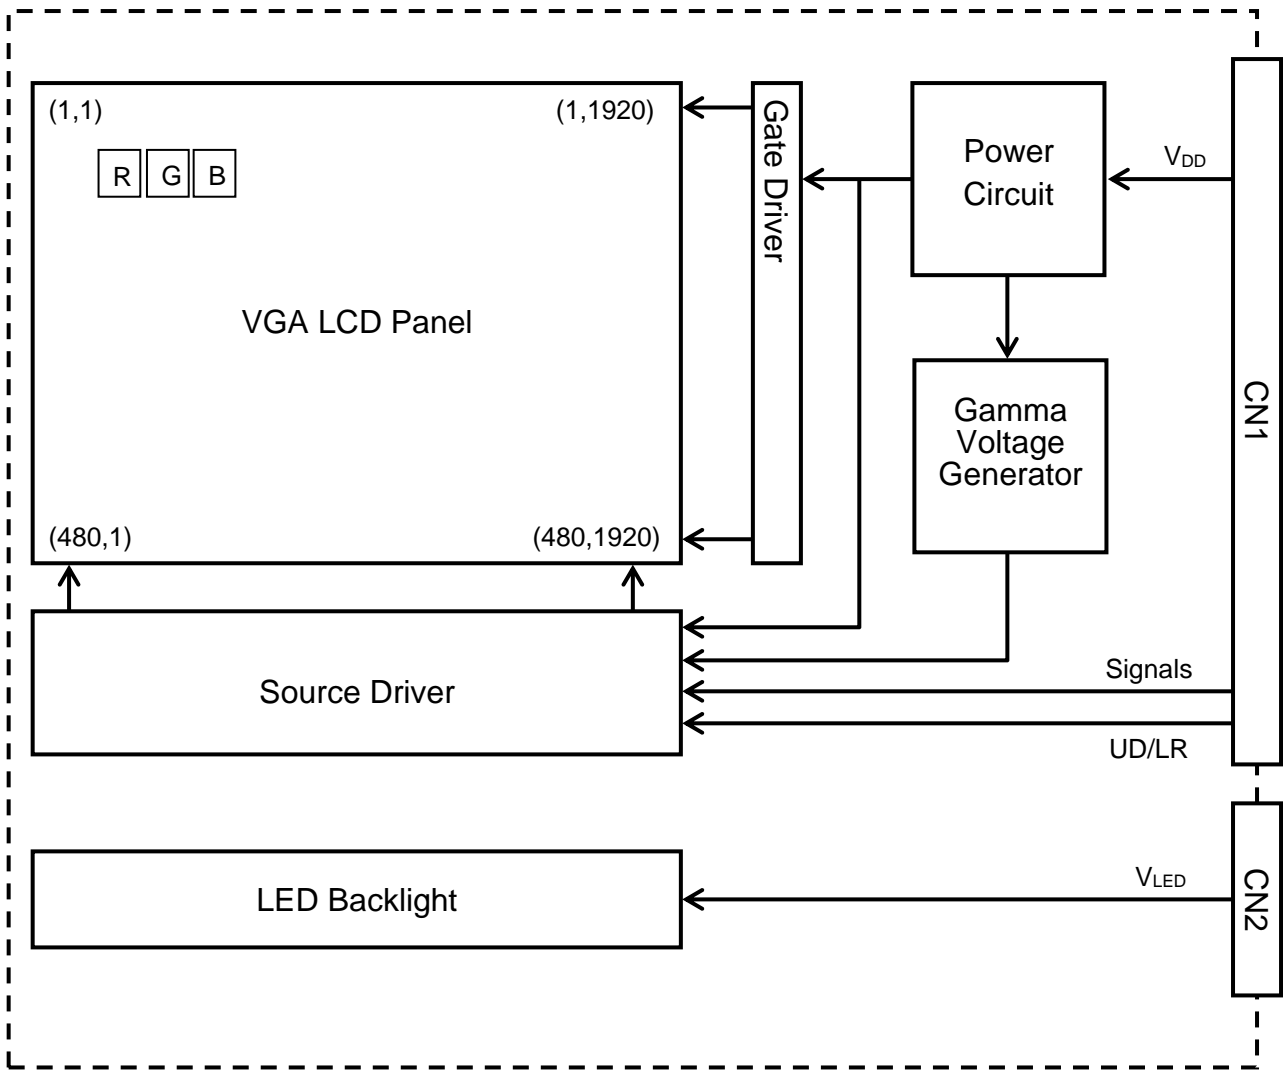 (1,1)
(1,1920)
R G B
VGA LCD Panel
(480,1)
(480,1920)
Gate Driver
Power
Circuit
VDD
Gamma
Voltage
Generator
CN1
Source Driver
Signals
UD/LR
LED Backlight
VLED
CN2